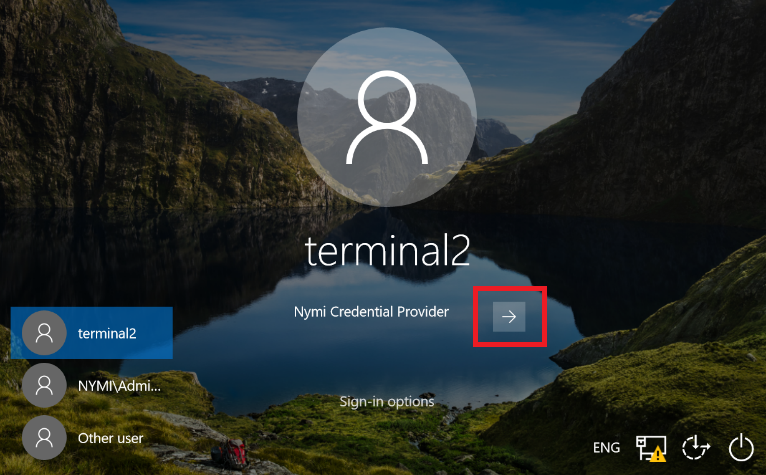 terminal2
Nymi Credential Provider
terminal2
NYMI\Admi...
Other user
Sign-in options
ENG